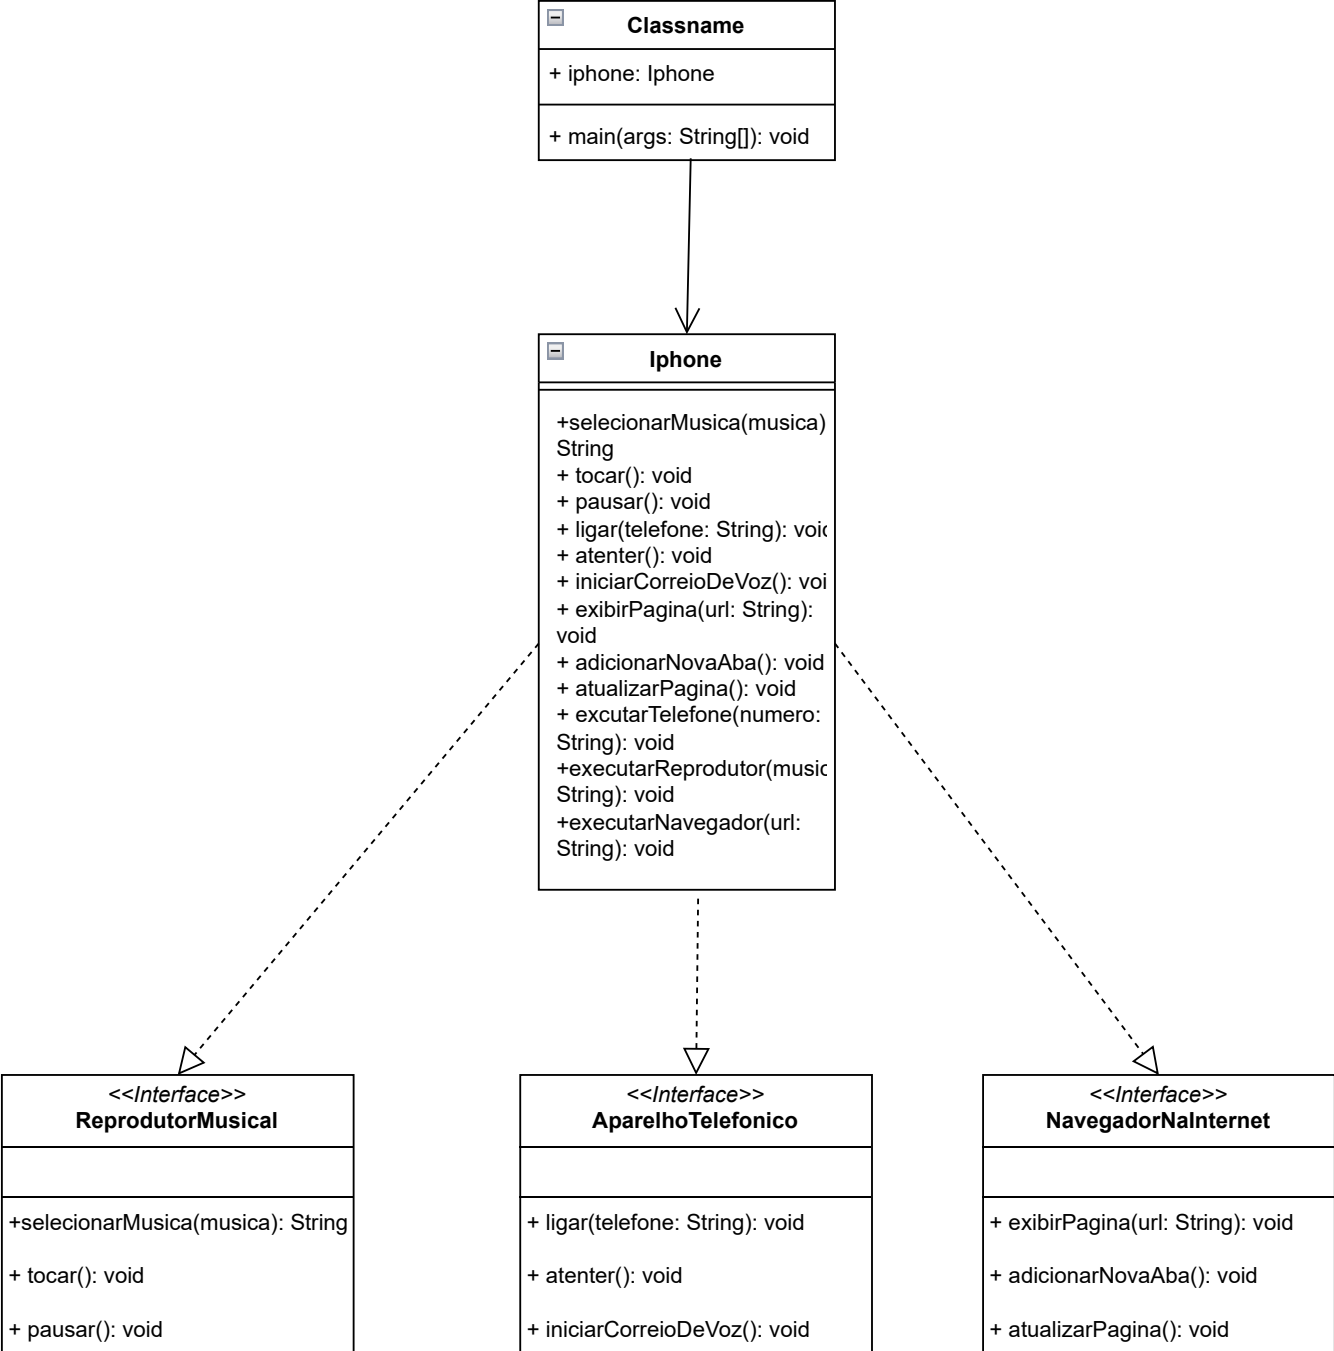 Classname
+ iphone: Iphone
+ main(args: String[]): void
Iphone
+selecionarMusica(musica)
String
+ tocar(): void
+ pausar(): void
+ ligar(telefone: String): voic
+ atenter(): void
+ iniciarCorreioDeVoz(): voi
+ exibirPagina(url: String):
void
+ adicionarNovaAba(): void
+ atualizarPagina(): void
+ excutarTelefone(numero:
String): void
+executarReprodutor(music
String): void
+executarNavegador(url:
String): void
<<Interface>>
ReprodutorMusical
+selecionarMusica(musica): String
+ tocar(): void
+ pausar(): void
<<Interface>>
AparelhoTelefonico
+ ligar(telefone: String): void
+ atenter(): void
+ iniciarCorreioDeVoz(): void
<<Interface>>
NavegadorNaInternet
+ exibirPagina(url: String): void
+ adicionarNovaAba(): void
+ atualizarPagina(): void